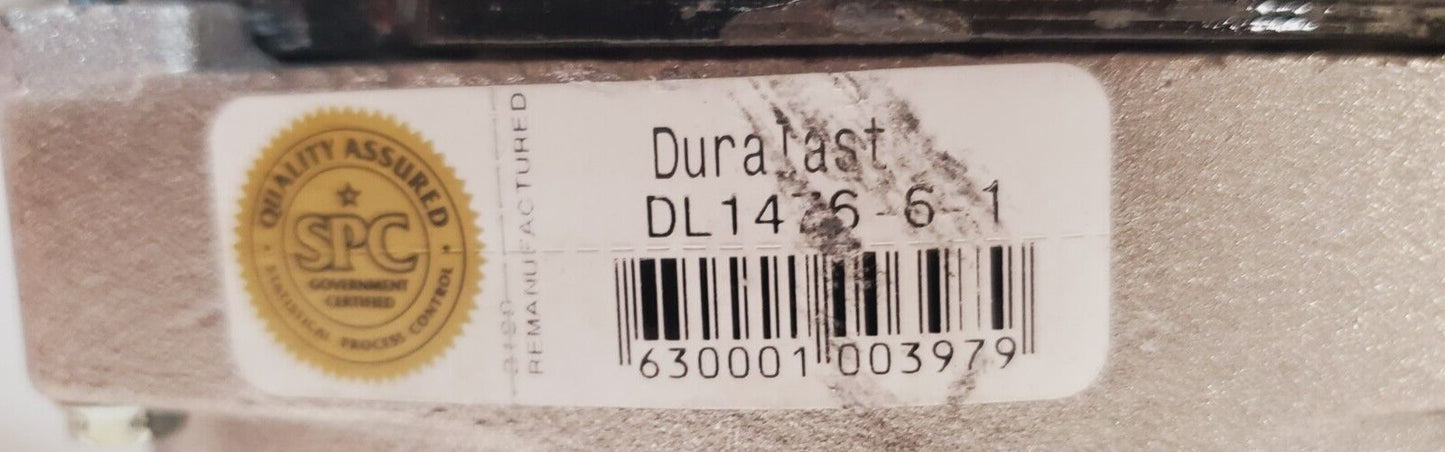 QUALITY ASSURED
SPC
GOVERNMENT
CERTIFIED
STATISTICAL PROCESS CONTROL
REMANUFACTURED
Duralast
630001 003979